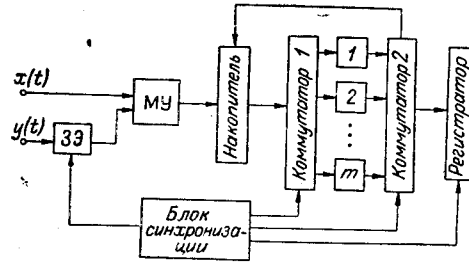 x(t)
y(t)
ЗЭ
МУ
Накопитель
Коммутатор 1
1
2
m
Коммутатор 2
Регистратор
Блок
синхрониза-
ции